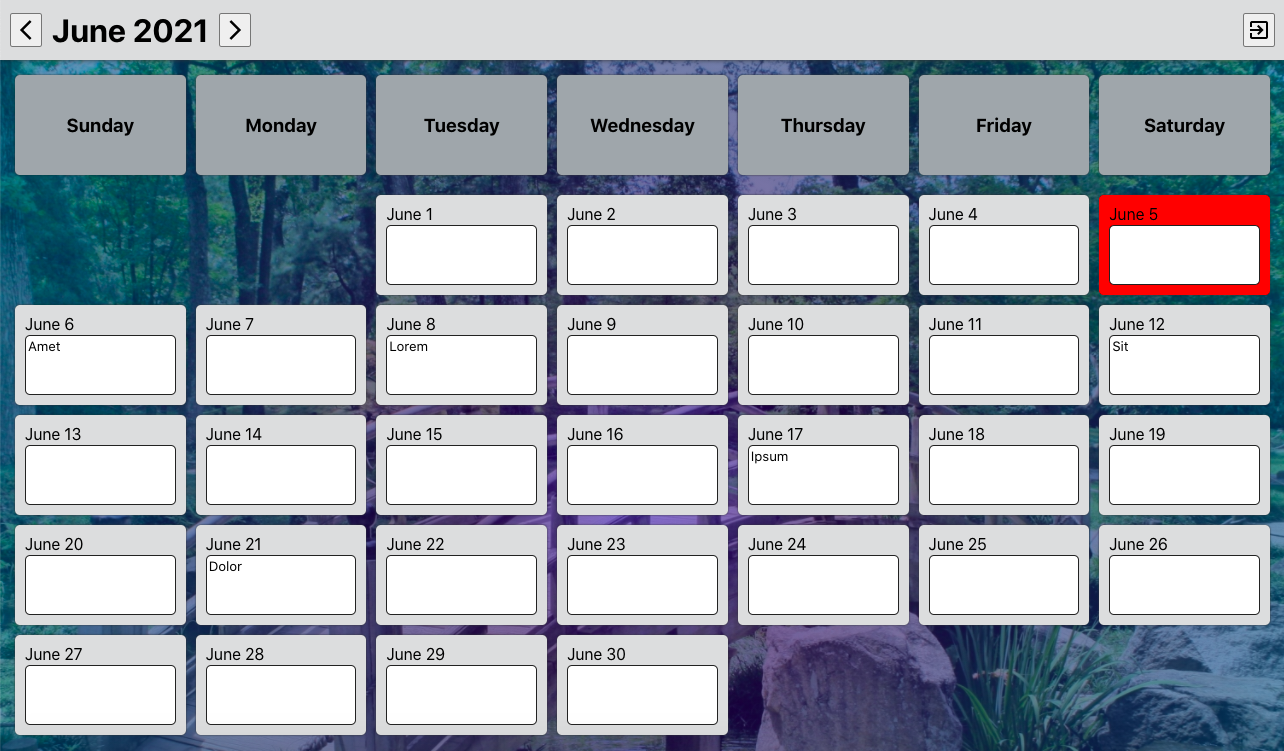 June 2021
Sunday Monday Tuesday Wednesday Thursday Friday Saturday
June 1 June 2 June 3 June 4 June 5
June 6 June 7 June 8 June 9 June 10 June 11 June 12
Amet Lorem Sit
June 13 June 14 June 15 June 16 June 17 June 18 June 19
Ipsum
June 20 June 21 June 22 June 23 June 24 June 25 June 26
Dolor
June 27 June 28 June 29 June 30